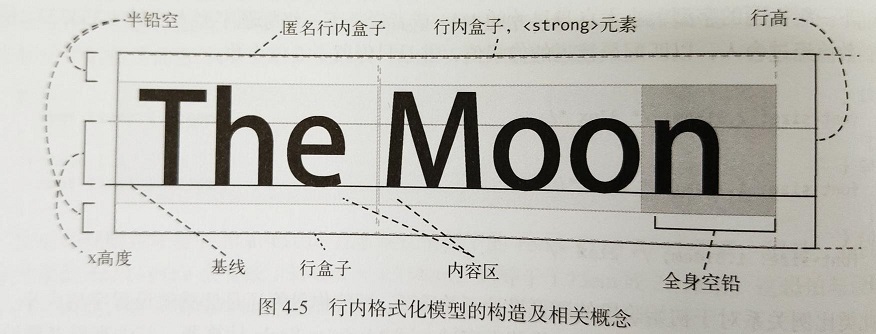 半铅空
匿名行内盒子
行内盒子，<strong>元素
行高
The Moon
x高度
基线
行盒子
内容区
全身空铅
图 4-5 行内格式化模型的构造及相关概念